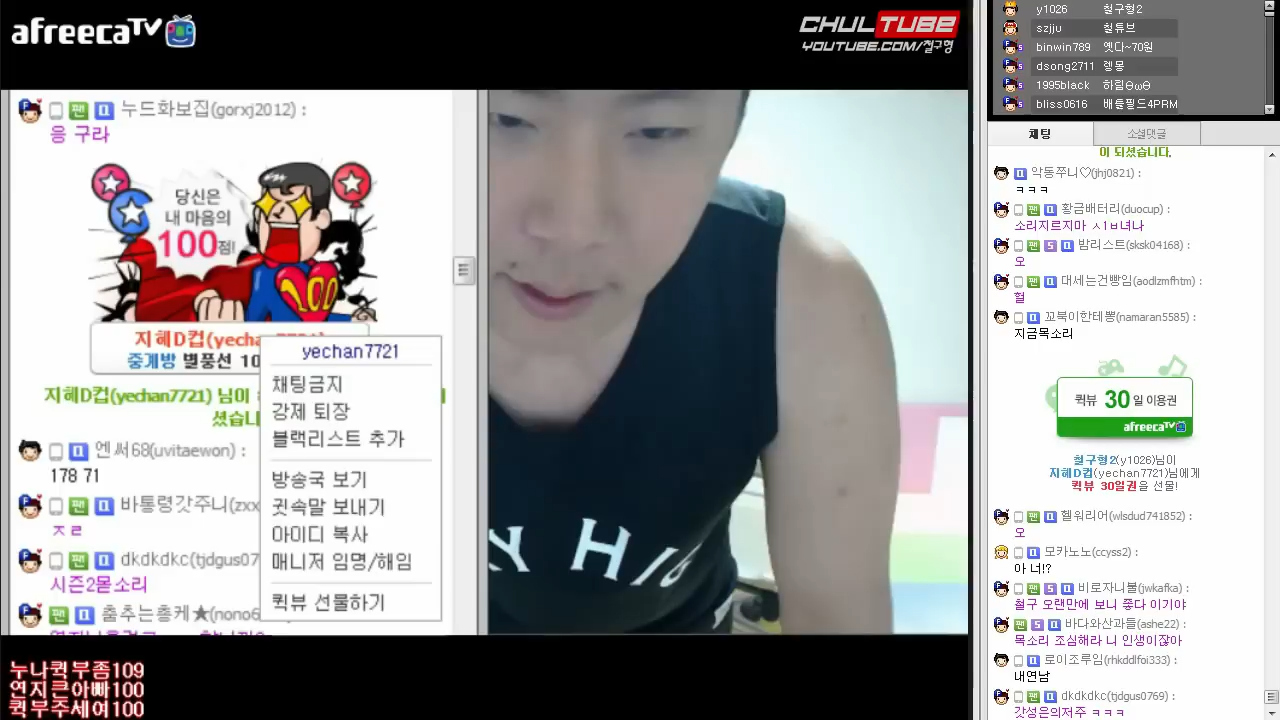 afreecaTV
CHULTUBE
YOUTUBE.COM/철구형
누드화보집(gorxj2012) :
응 구라
당신은
내 마음의
100점!
지혜D컵(yecha
중계방 별풍선 10
지혜D컵(yechan7721) 님이
셨습니
엔써68(uvitaewon) :
178 71
바통령갓주니(zxx
ㅈㄹ
dkdkdkc(tjdgus07
시즌2몯소리
춤추는총케★(nono6
yechan7721
채팅금지
강제 퇴장
블랙리스트 추가
방송국 보기
귓속말 보내기
아이디 복사
매니저 임명/해임
퀵뷰 선물하기
누나퀵부좀109
연지큰아빠100
퀵부주세여100
y1026 철구형2
szjju 철튜브
binwin789 엣다~70원
dsong2711 렝몽
1995black 하림ΘωΘ
bliss1am 배틀필드4PRM
채팅
소셜댓글
이 되셨습니다.
악동쭈니♡(jhj0821) :
ㅋㅋㅋ
황금배터리(duocup) :
소리지르지마 ㅅ1ㅂ녀나
발리스트(sksk04168) :
오
대세는건빵임(aodlzmfhtm) :
헐
꼬북이한테뽕(namaran5585) :
지금목소리
퀵뷰 30일 이용권
afreecaTV
철구형2(y1026)님이
지혜D컵(yechan7721)님에게
퀵뷰 30일권을 선물!
헬워리어(wlsdud741852) :
오
모카노노(ccyss2) :
아 너!?
비로자나불(jwkafka) :
철구 오랜만에 보니 좋다 이기야
바다와산과들(ashe22) :
목소리 조심해라 니 인생이잖아
로이조루임(rhkddlfoi333) :
내연남
dkdkdkc(tjdgus0769) :
갓성은의저주 ㅋㅋㅋ